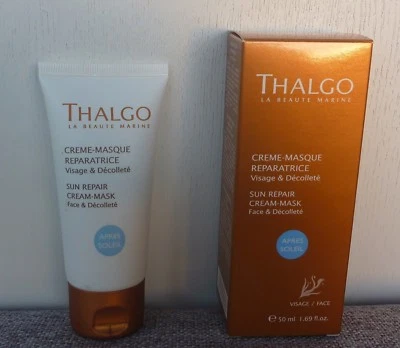 THALGO
LA BEAUTE MARINE
CREME-MASQUE
REPARATRICE
Visage & Décolleté
SUN REPAIR
CREAM-MASK
Face & Décolleté
APRÈS
SOLEIL
THALGO
LA BEAUTE MARINE
CREME-MASQUE
REPARATRICE
Visage & Décolleté
SUN REPAIR
CREAM-MASK
Face & Décolleté
APRÈS
SOLEIL
VISAGE / FACE
℮ 50 ml 1.69 fl.oz.